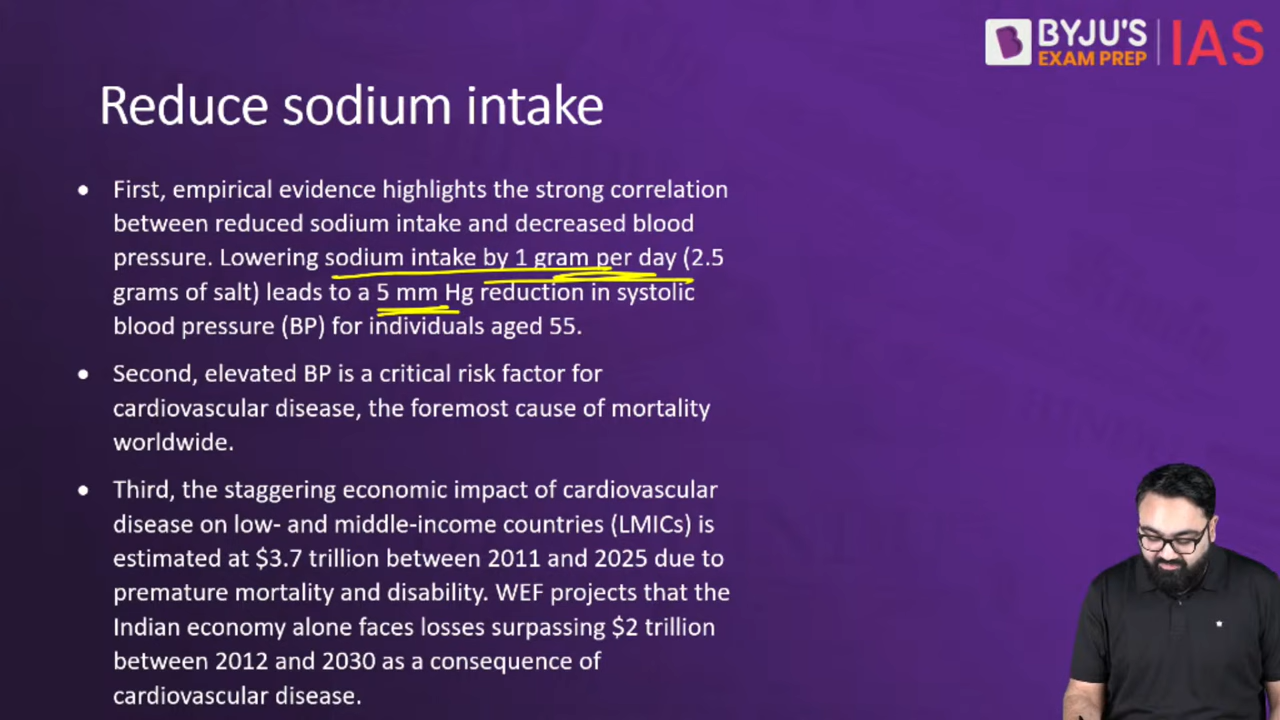 BYJU'S
EXAM PREP
IAS
Reduce sodium intake
• First, empirical evidence highlights the strong correlation
between reduced sodium intake and decreased blood
pressure. Lowering sodium intake by 1 gram per day (2.5
grams of salt) leads to a 5 mm Hg reduction in systolic
blood pressure (BP) for individuals aged 55.
• Second, elevated BP is a critical risk factor for
cardiovascular disease, the foremost cause of mortality
worldwide.
• Third, the staggering economic impact of cardiovascular
disease on low- and middle-income countries (LMICs) is
estimated at $3.7 trillion between 2011 and 2025 due to
premature mortality and disability. WEF projects that the
Indian economy alone faces losses surpassing $2 trillion
between 2012 and 2030 as a consequence of
cardiovascular disease.